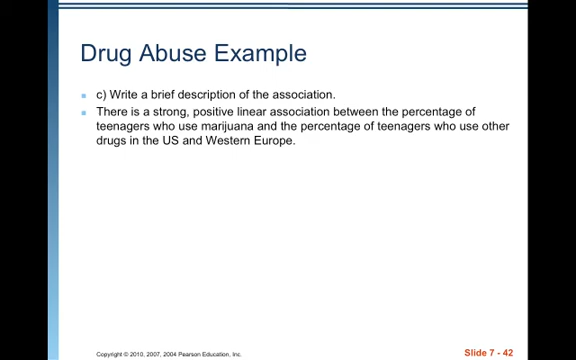 Drug Abuse Example
c) Write a brief description of the association.
There is a strong, positive linear association between the percentage of
teenagers who use marijuana and the percentage of teenagers who use other
drugs in the US and Western Europe.
Copyright © 2010, 2007, 2004 Pearson Education, Inc.
Slide 7 - 42